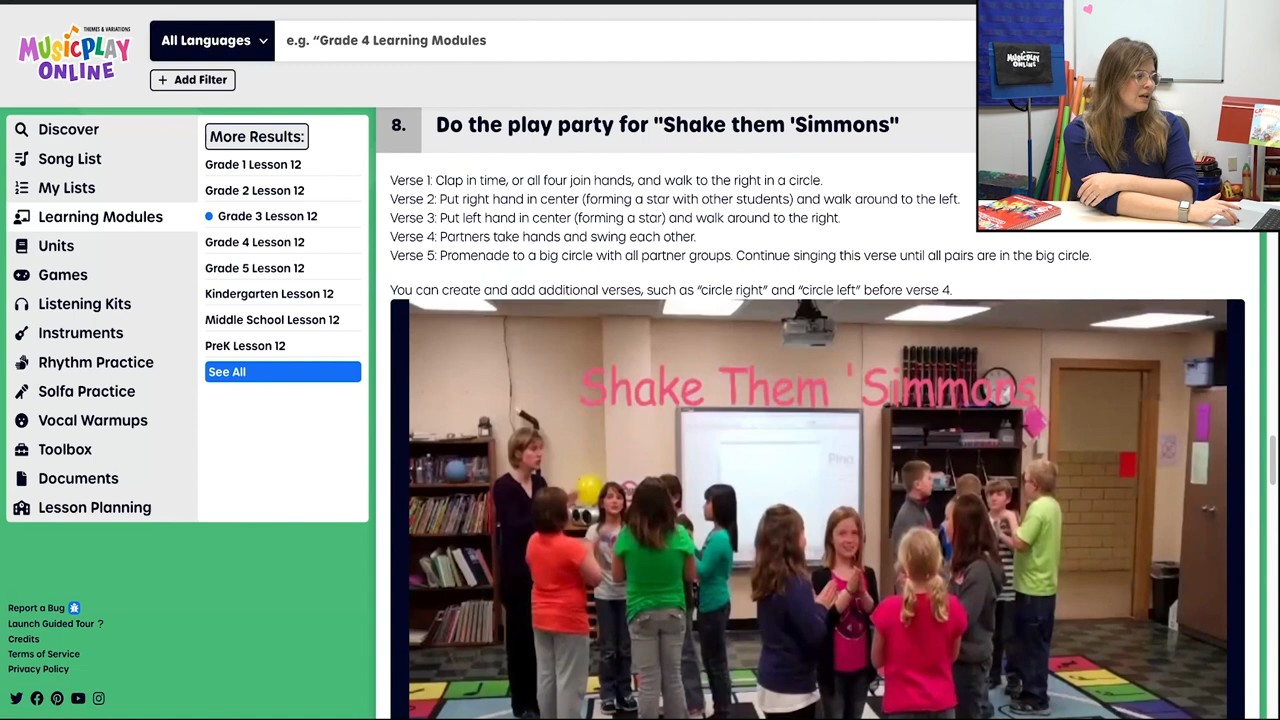 THEMES & VARIATIONS
MUSICPLAY
ONLINE
All Languages
e.g. “Grade 4 Learning Modules
+ Add Filter
MUSICPLAY
ONLINE
Discover
Song List
My Lists
Learning Modules
Units
Games
Listening Kits
Instruments
Rhythm Practice
Solfa Practice
Vocal Warmups
Toolbox
Documents
Lesson Planning
More Results:
Grade 1 Lesson 12
Grade 2 Lesson 12
Grade 3 Lesson 12
Grade 4 Lesson 12
Grade 5 Lesson 12
Kindergarten Lesson 12
Middle School Lesson 12
PreK Lesson 12
See All
8. Do the play party for "Shake them 'Simmons"
Verse 1: Clap in time, or all four join hands, and walk to the right in a circle.
Verse 2: Put right hand in center (forming a star with other students) and walk around to the left.
Verse 3: Put left hand in center (forming a star) and walk around to the right.
Verse 4: Partners take hands and swing each other.
Verse 5: Promenade to a big circle with all partner groups. Continue singing this verse until all pairs are in the big circle.
You can create and add additional verses, such as “circle right” and “circle left” before verse 4.
Shake Them 'Simmons
Report a Bug
Launch Guided Tour ?
Credits
Terms of Service
Privacy Policy